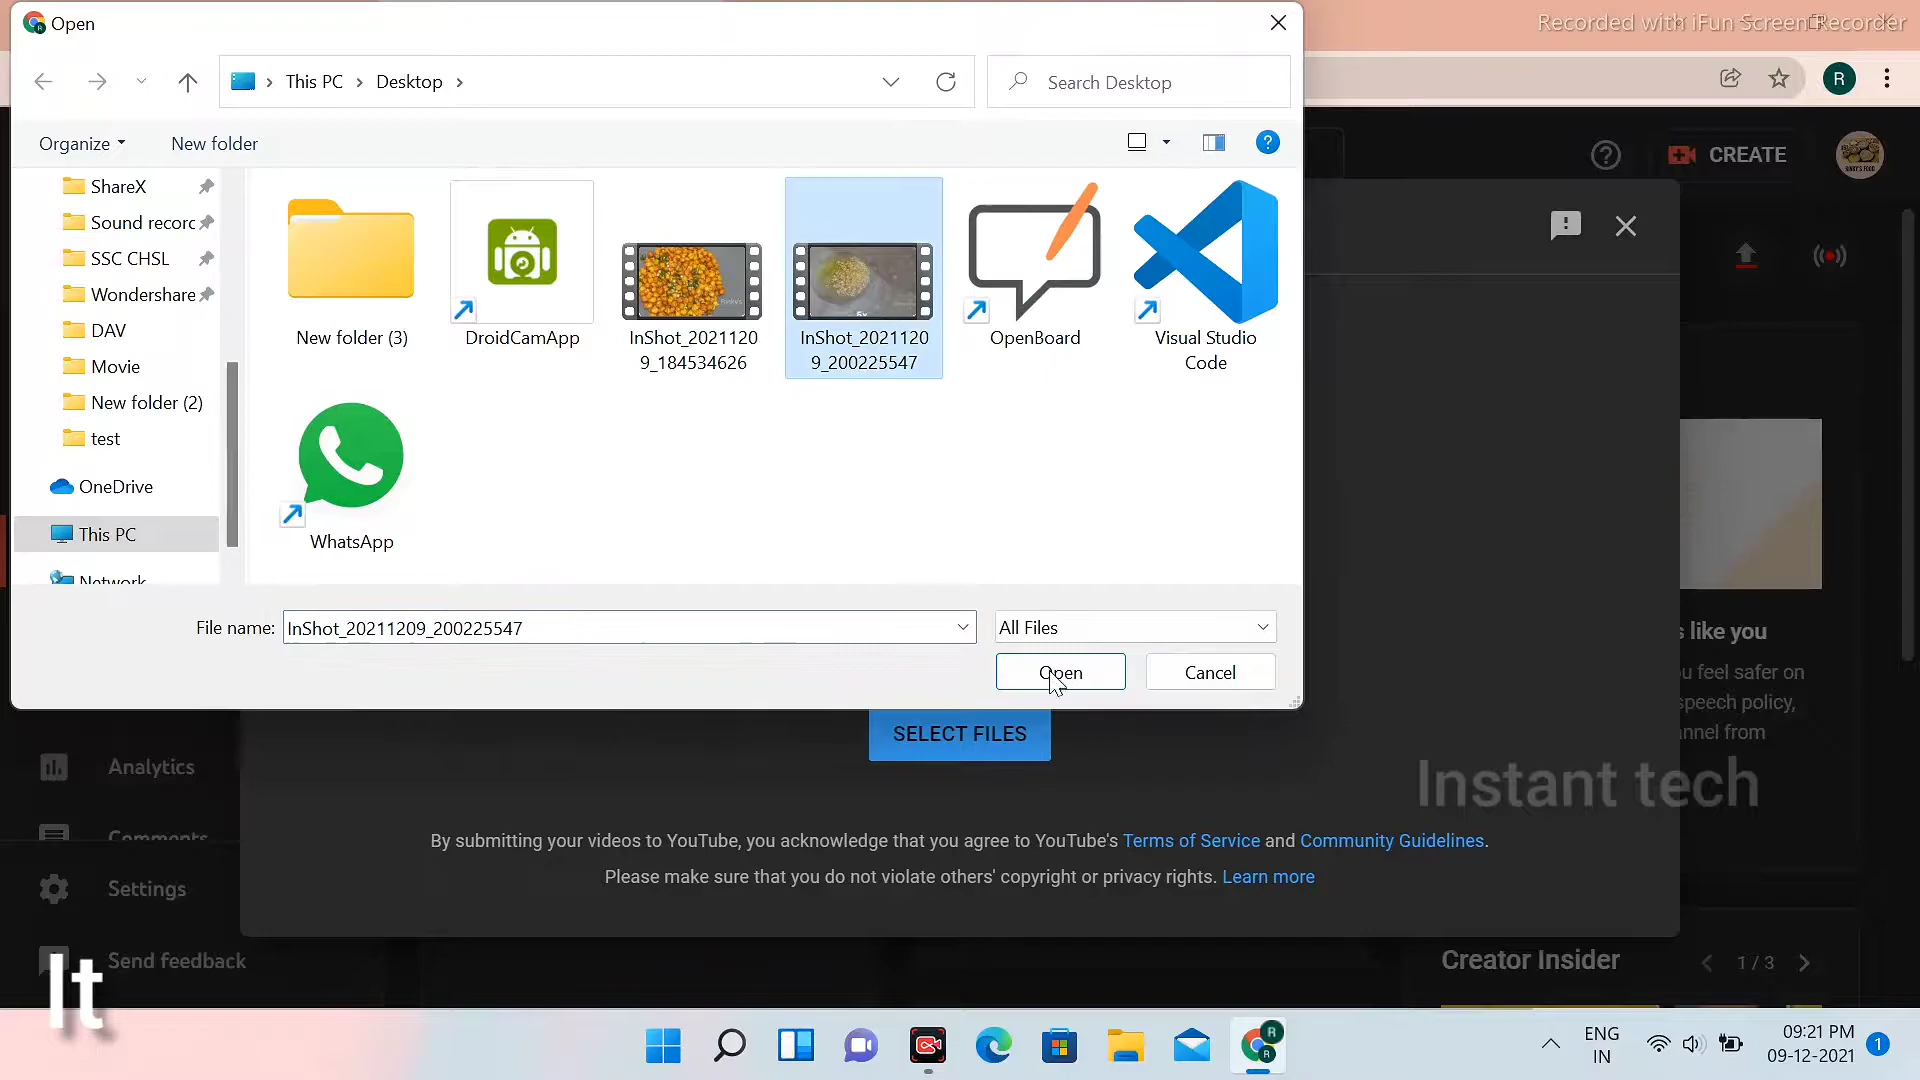 Open
Recorded with iFun Screen Recorder
This PC
Desktop
Search Desktop
R
Organize
New folder
?
CREATE
ShareX
Sound recorc
SSC CHSL
Wondershare
DAV
Movie
New folder (2)
test
OneDrive
This PC
Network
New folder (3)
DroidCamApp
InShot_2021120
9_184534626
InShot_2021120
9_200225547
OpenBoard
Visual Studio
Code
WhatsApp
File name:
InShot_20211209_200225547
All Files
Open
Cancel
SELECT FILES
s like you
u feel safer on
speech policy,
annel from
Instant tech
By submitting your videos to YouTube, you acknowledge that you agree to YouTube's Terms of Service and Community Guidelines.
Please make sure that you do not violate others' copyright or privacy rights. Learn more
Analytics
Comments
Settings
Send feedback
It
Creator Insider
1 / 3
R
R
ENG
IN
09:21 PM
09-12-2021
1